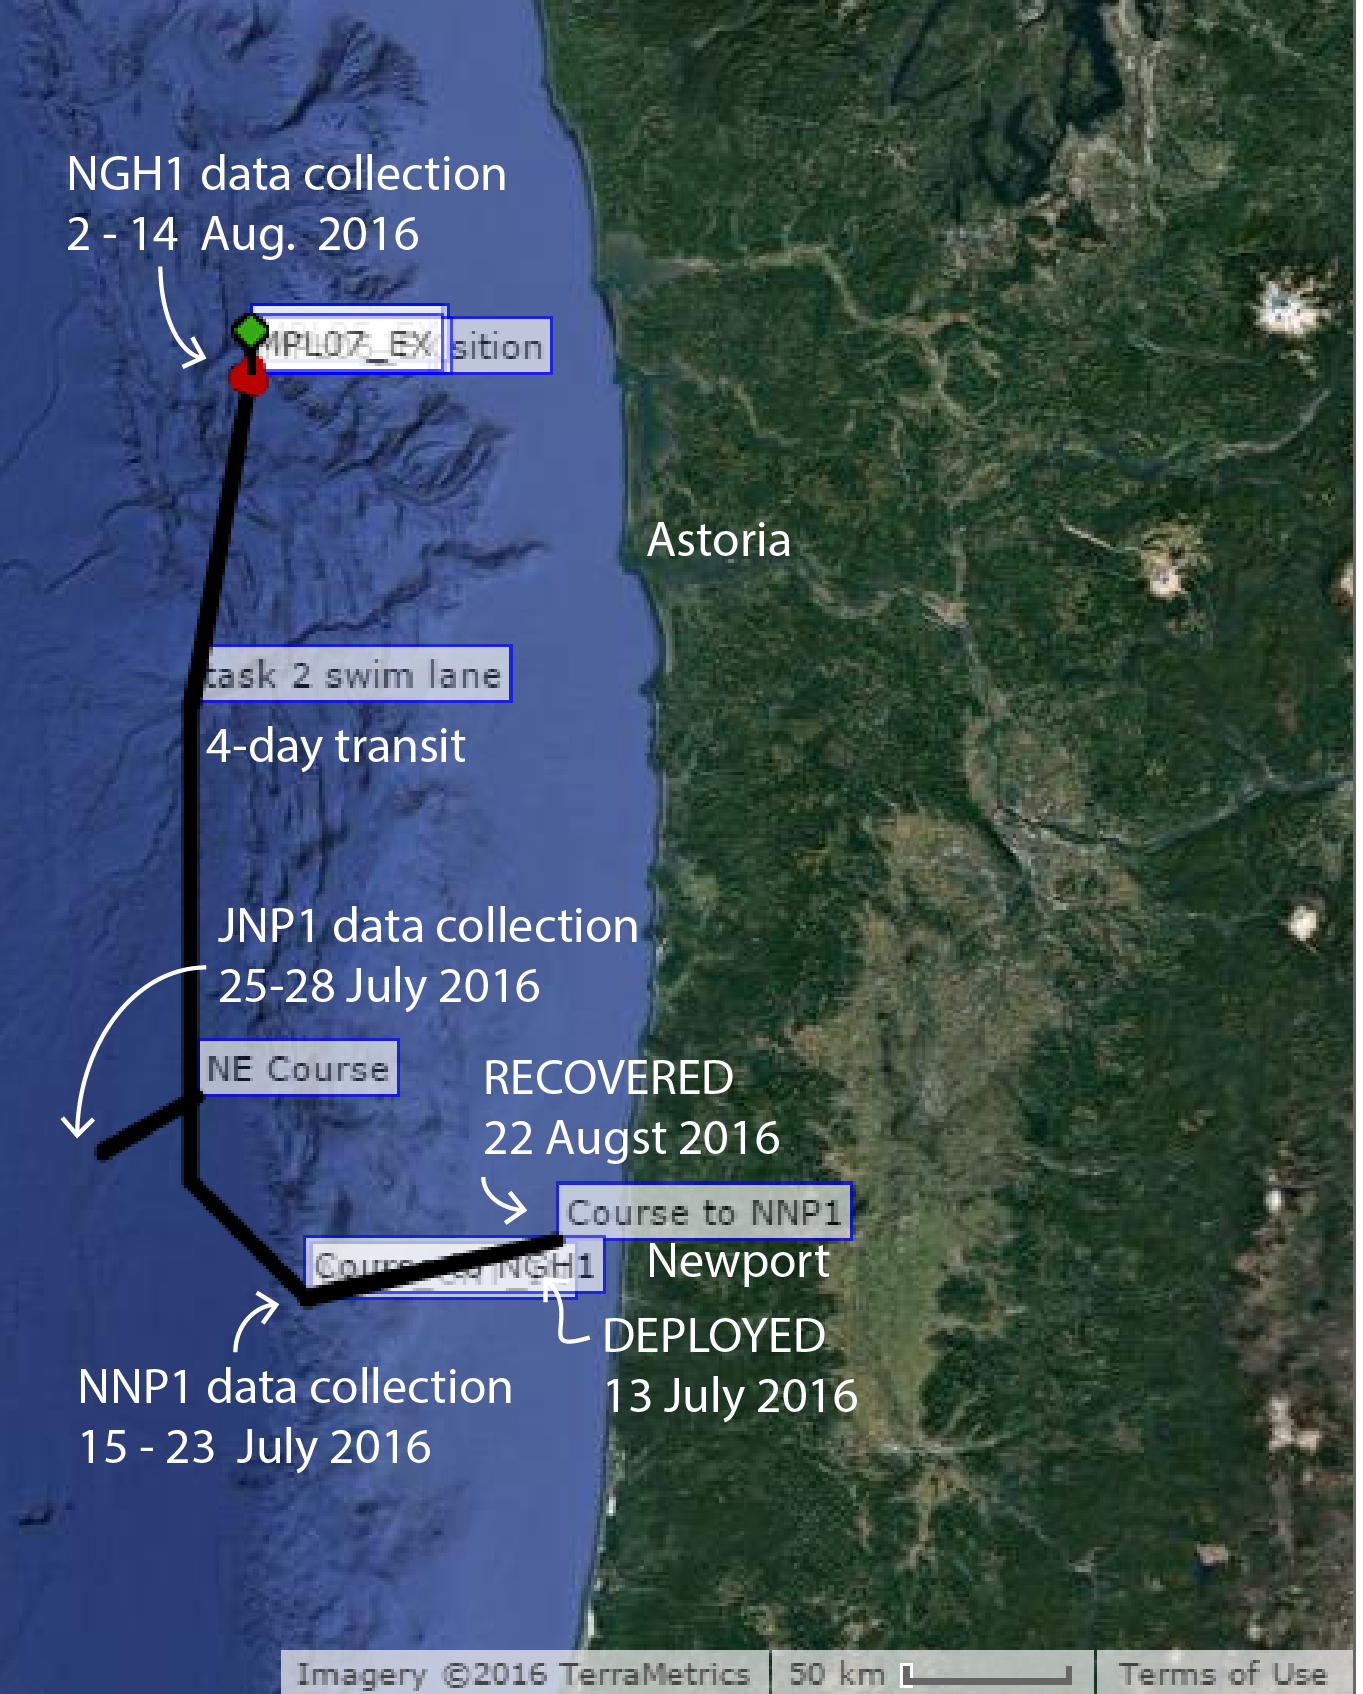 NGH1 data collection
2 - 14 Aug. 2016
MPL07_EX
sition
Astoria
task 2 swim lane
4-day transit
JNP1 data collection
25-28 July 2016
NE Course
RECOVERED
22 Augst 2016
Course to NNP1
NGH1
Newport
DEPLOYED
13 July 2016
NNP1 data collection
15 - 23 July 2016
Imagery ©2016 TerraMetrics
50 km
Terms of Use